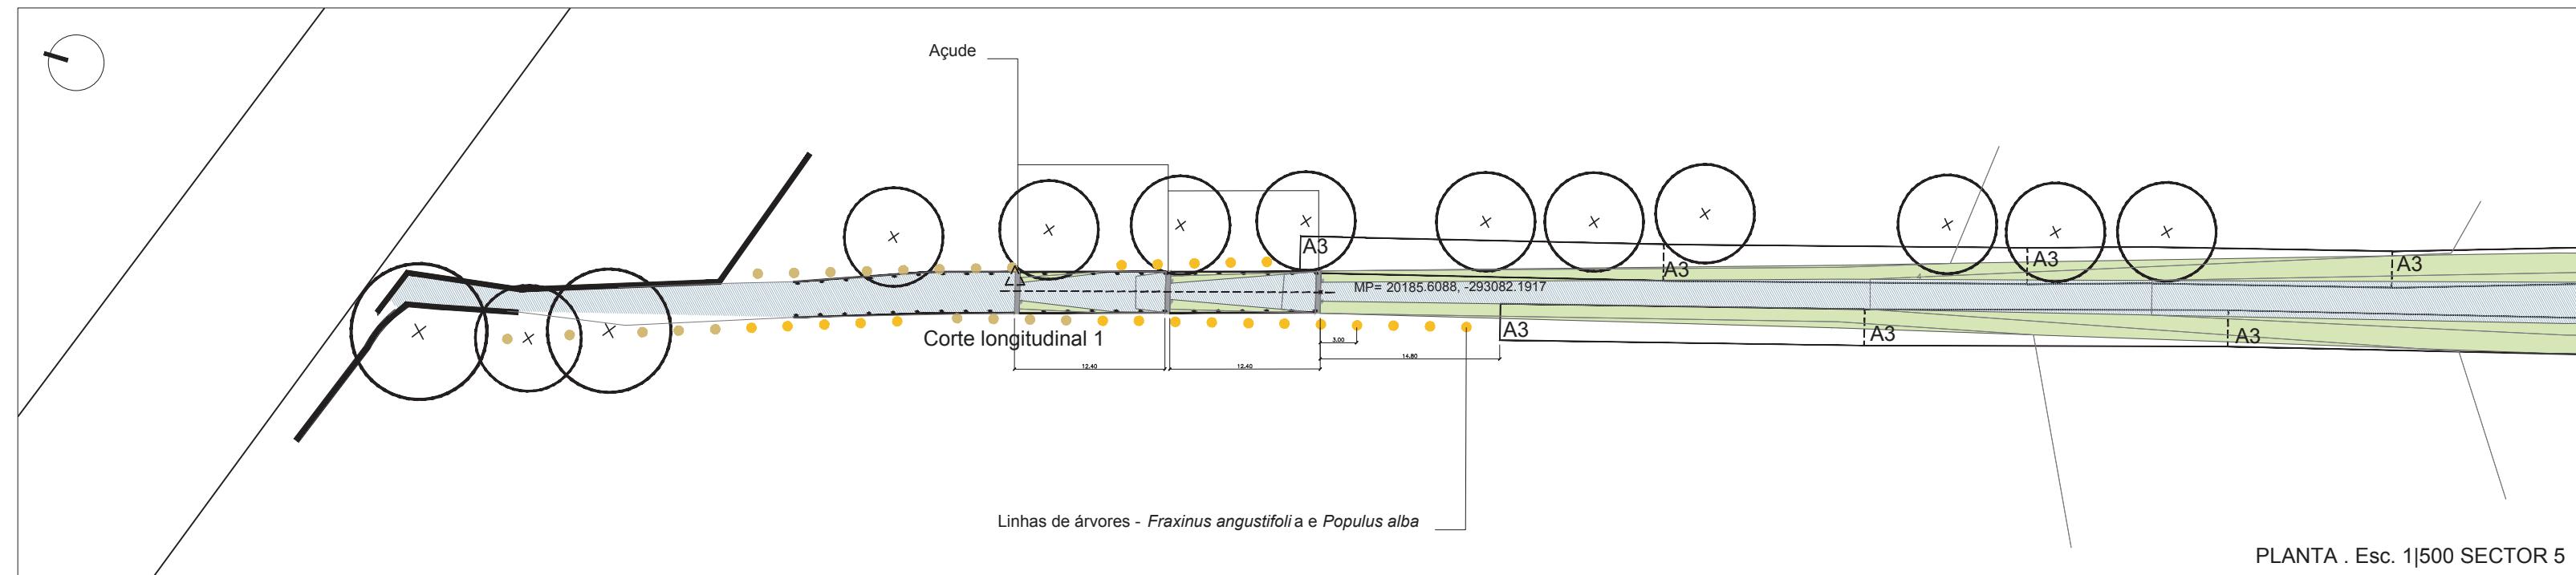 Açude
A3
A3
A3
A3
MP= 20185.6088, -293082.1917
A3
A3
A3
Corte longitudinal 1
3.00
14.80
12.40
12.40
Linhas de árvores - Fraxinus angustifolia e Populus alba
PLANTA . Esc. 1|500 SECTOR 5